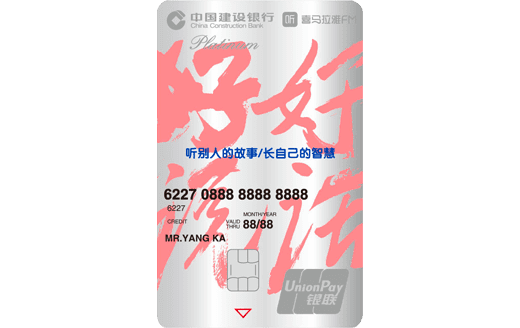 中国建设银行
China Construction Bank
听 喜马拉雅FM
Platinum
好好
说话
听别人的故事/长自己的智慧
6227 0888 8888 8888
6227
MONTH/YEAR
CREDIT VALID THRU 88/88
MR.YANG KA
UnionPay
银联